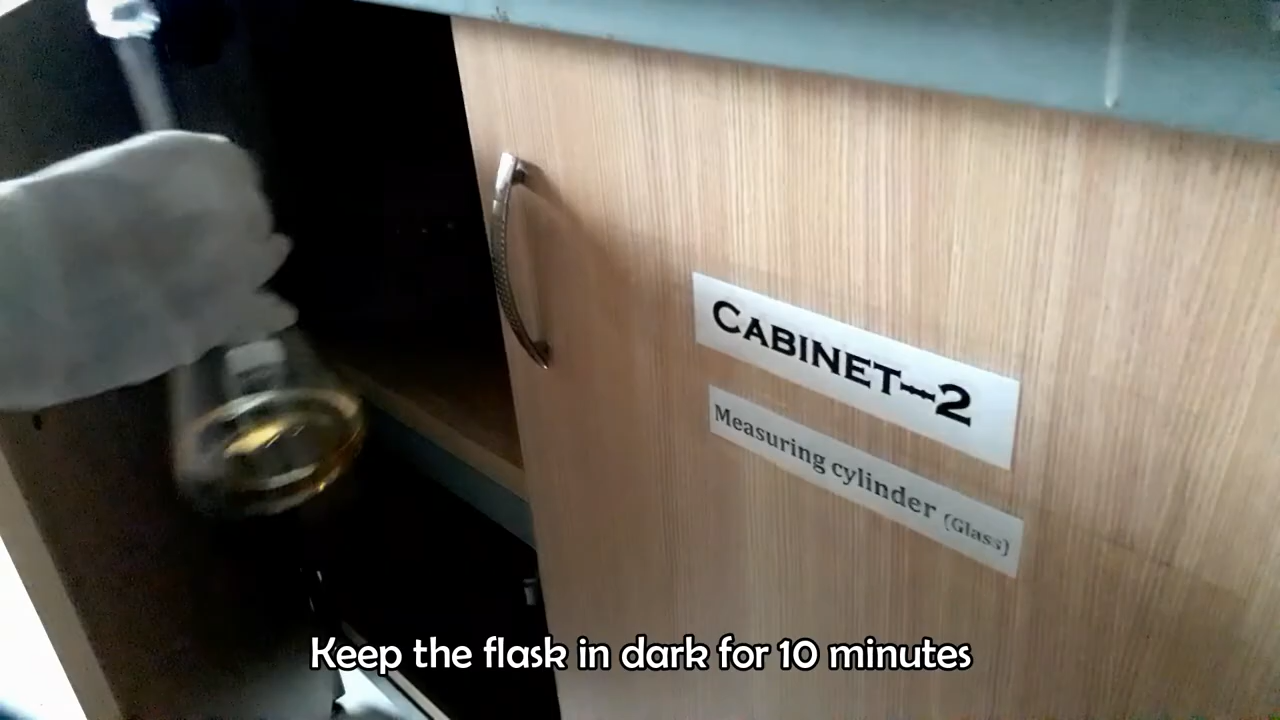 CABINET---2
Measuring cylinder (Glass)
Keep the flask in dark for 10 minutes